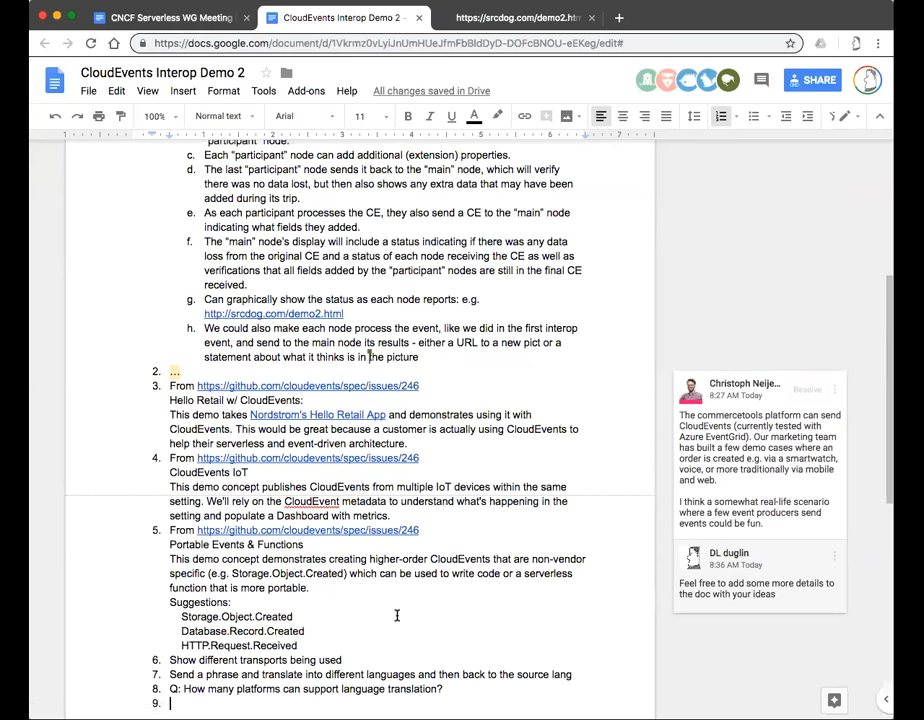 CNCF Serverless WG Meeting
CloudEvents Interop Demo 2 -
https://srcdog.com/demo2.htm
https://docs.google.com/document/d/1Vkrmz0vLyiJnUmHUeJfmFbBldDyD-DOFcBNOU-eEKeg/edit#
CloudEvents Interop Demo 2
File Edit View Insert Format Tools Add-ons Help All changes saved in Drive
SHARE
100% Normal text Arial 11 B I U A
1 1 2 3 4 5 6 7
"participant" node.
c. Each "participant" node can add additional (extension) properties.
d. The last "participant" node sends it back to the "main" node, which will verify
there was no data lost, but then also shows any extra data that may have been
added during its trip.
e. As each participant processes the CE, they also send a CE to the "main" node
indicating what fields they added.
f. The "main" node's display will include a status indicating if there was any data
loss from the original CE and a status of each node receiving the CE as well as
verifications that all fields added by the "participant" nodes are still in the final CE
received.
g. Can graphically show the status as each node reports: e.g.
http://srcdog.com/demo2.html
h. We could also make each node process the event, like we did in the first interop
event, and send to the main node its results - either a URL to a new pict or a
statement about what it thinks is in the picture
2. ...
3. From https://github.com/cloudevents/spec/issues/246
Hello Retail w/ CloudEvents:
This demo takes Nordstrom's Hello Retail App and demonstrates using it with
CloudEvents. This would be great because a customer is actually using CloudEvents to
help their serverless and event-driven architecture.
4. From https://github.com/cloudevents/spec/issues/246
CloudEvents IoT
This demo concept publishes CloudEvents from multiple IoT devices within the same
setting. We'll rely on the CloudEvent metadata to understand what's happening in the
setting and populate a Dashboard with metrics.
5. From https://github.com/cloudevents/spec/issues/246
Portable Events & Functions
This demo concept demonstrates creating higher-order CloudEvents that are non-vendor
specific (e.g. Storage.Object.Created) which can be used to write code or a serverless
function that is more portable.
Suggestions:
Storage.Object.Created
Database.Record.Created
HTTP.Request.Received
6. Show different transports being used
7. Send a phrase and translate into different languages and then back to the source lang
8. Q: How many platforms can support language translation?
9.
Christoph Neije...
8:27 AM Today
Resolve
The commercetools platform can send
CloudEvents (currently tested with
Azure EventGrid). Our marketing team
has built a few demo cases where an
order is created e.g. via a smartwatch,
voice, or more traditionally via mobile
and web.
I think a somewhat real-life scenario
where a few event producers send
events could be fun.
DL duglin
8:36 AM Today
Feel free to add some more details to
the doc with your ideas